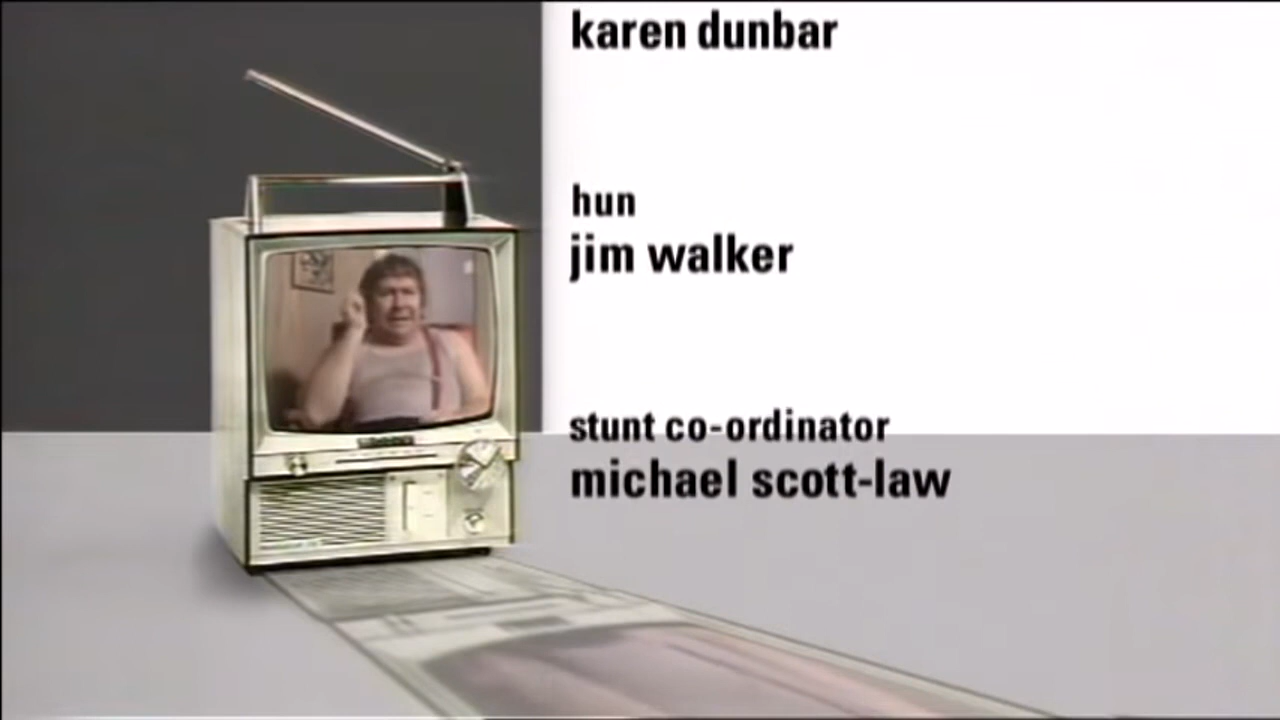 karen dunbar
hun
jim walker
stunt co-ordinator
michael scott-law